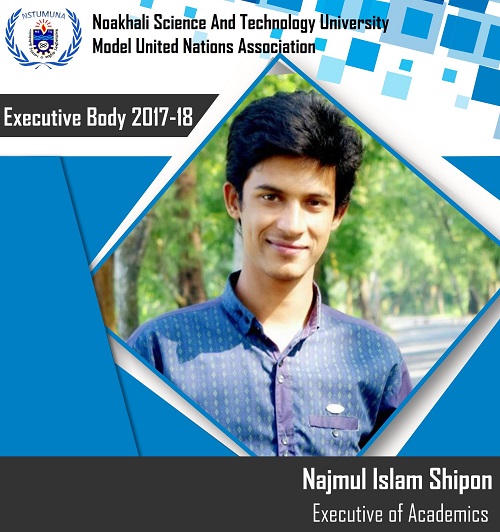 NSTUMUNA
Noakhali Science And Technology University
Model United Nations Association
Executive Body 2017-18
Najmul Islam Shipon
Executive of Academics